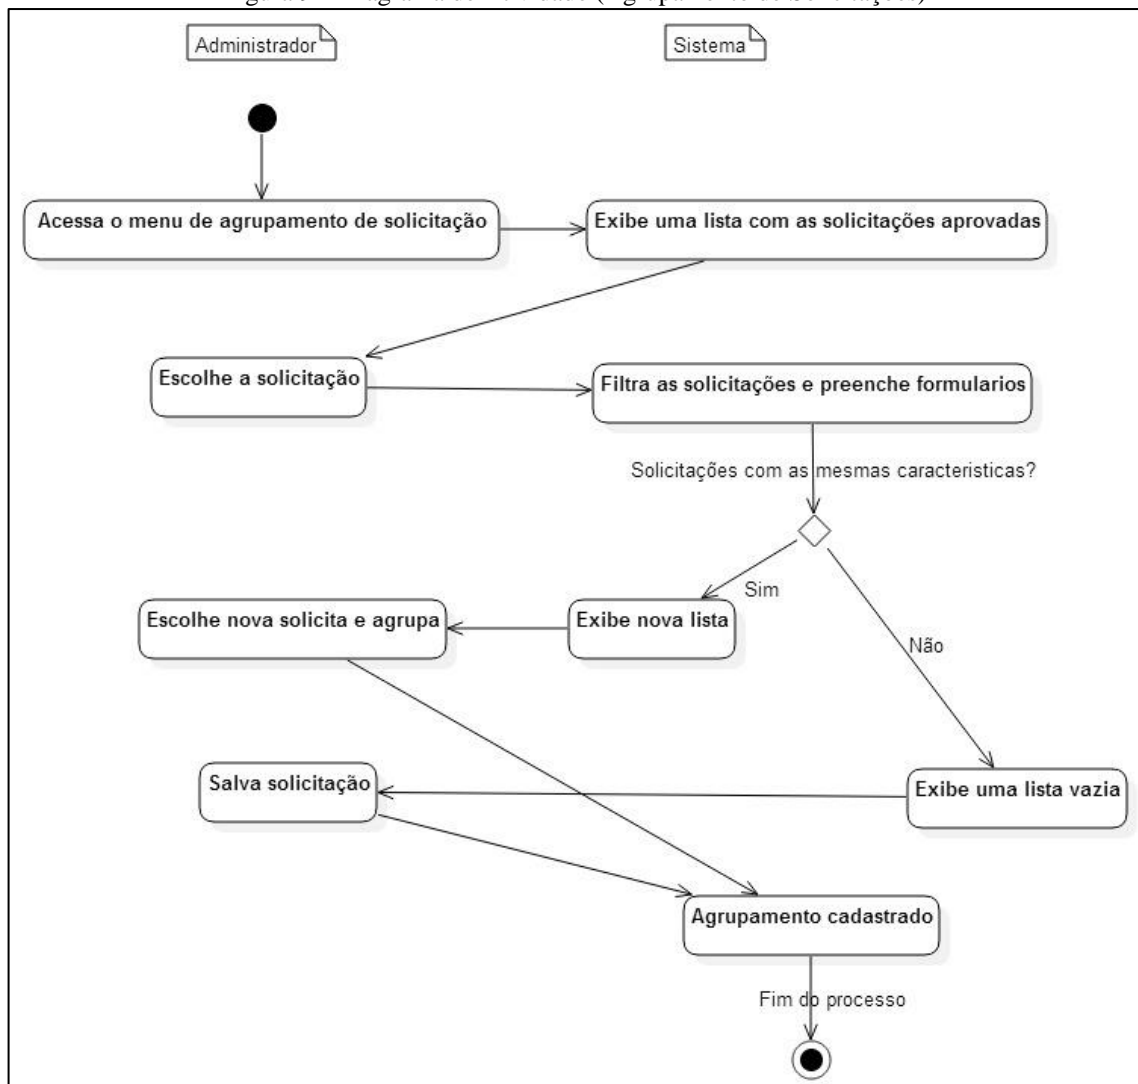 Administrador
Sistema
Acessa o menu de agrupamento de solicitação
Exibe uma lista com as solicitações aprovadas
Escolhe a solicitação
Filtra as solicitações e preenche formularios
Solicitações com as mesmas caracteristicas?
Sim
Escolhe nova solicita e agrupa
Exibe nova lista
Não
Salva solicitação
Exibe uma lista vazia
Agrupamento cadastrado
Fim do processo